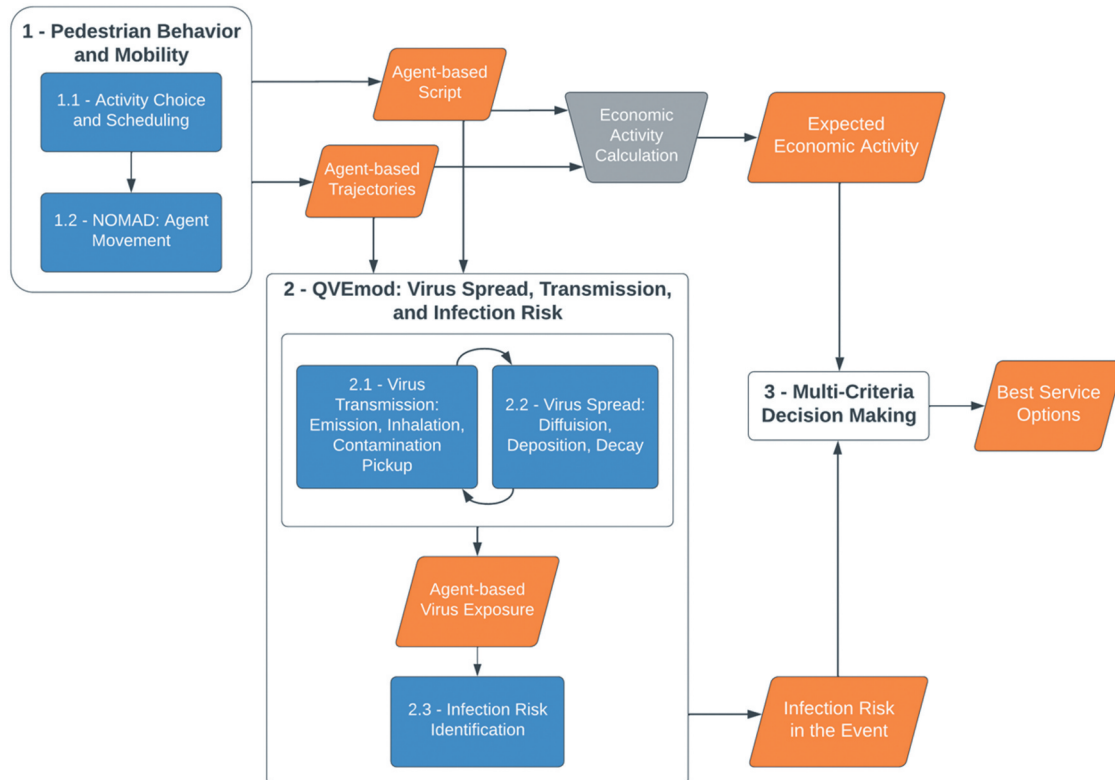 1 - Pedestrian Behavior
and Mobility
1.1 - Activity Choice
and Scheduling
1.2 - NOMAD: Agent
Movement
Agent-based
Script
Agent-based
Trajectories
Economic
Activity
Calculation
Expected
Economic Activity
2 - QVEmod: Virus Spread, Transmission,
and Infection Risk
2.1 - Virus
Transmission:
Emission, Inhalation,
Contamination
Pickup
2.2 - Virus Spread:
Diffuision,
Deposition, Decay
Agent-based
Virus Exposure
2.3 - Infection Risk
Identification
3 - Multi-Criteria
Decision Making
Best Service
Options
Infection Risk
in the Event